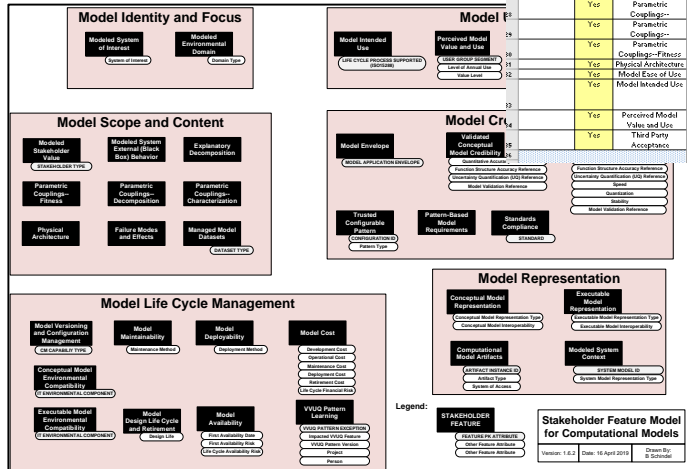 Model Identity and Focus
Modeled System
of Interest
System of Interest
Modeled
Environmental
Domain
Domain Type
Model Intended
Use
LIFE CYCLE PROCESS SUPPORTED
(ISO15288)
Perceived Model
Value and Use
USER GROUP SEGMENT
Level of Annual Use
Value Level
Yes
Parametric
Couplings--
Yes
Parametric
Couplings--
Yes
Parametric
Couplings--Fitness
Yes
Physical Architecture
Yes
Model Ease of Use
Yes
Model Intended Use
Yes
Perceived Model
Value and Use
Yes
Third Party
Acceptance
Model Scope and Content
Modeled
Stakeholder
Value
STAKEHOLDER TYPE
Modeled System
External (Black
Box) Behavior
Explanatory
Decomposition
Parametric
Couplings--
Fitness
Parametric
Couplings--
Decomposition
Parametric
Couplings--
Characterization
Physical
Architecture
Failure Modes
and Effects
Managed Model
Datasets
DATASET TYPE
Model Envelope
MODEL APPLICATION ENVELOPE
Validated
Conceptual
Model Credibility
Function Structure Accuracy Reference
Uncertainty Quantification (UQ) Reference
Model Validation Reference
Function Structure Accuracy Reference
Uncertainty Quantification (UQ) Reference
Speed
Quantization
Stability
Model Validation Reference
Trusted
Configurable
Pattern
CONFIGURATION ID
Pattern Type
Pattern-Based
Model
Requirements
Standards
Compliance
STANDARD
Model Life Cycle Management
Model Versioning
and Configuration
Management
CM CAPABILITY TYPE
Model
Maintainability
Maintenance Method
Model
Deployability
Deployment Method
Model Cost
Development Cost
Operational Cost
Maintenance Cost
Deployment Cost
Retirement Cost
Life Cycle Financial Risk
Conceptual Model
Environmental
Compatibility
IT ENVIRONMENTAL COMPONENT
Executable Model
Environmental
Compatibility
IT ENVIRONMENTAL COMPONENT
Model
Design Life Cycle
and Retirement
Design Life
Model
Availability
First Availability Date
First Availability Risk
Life Cycle Availability Risk
VVUQ Pattern
Learning
VVUQ PATTERN EXCEPTION
Impacted VVUQ Feature
VVUQ Pattern Version
Project
Person
Model Representation
Conceptual Model
Representation
Conceptual Model Representation Type
Conceptual Model Interoperability
Executable
Model
Representation
Executable Model Representation Type
Executable Model Interoperability
Computational
Model Artifacts
ARTIFACT INSTANCE ID
Artifact Type
System of Access
Modeled System
Context
SYSTEM MODEL ID
System Model Representation Type
Legend:
STAKEHOLDER
FEATURE
FEATURE PK ATTRIBUTE
Other Feature Attribute
Other Feature Attribute
Stakeholder Feature Model
for Computational Models
Version: 1.6.2
Date: 16 April 2019
Drawn By:
B Schindel